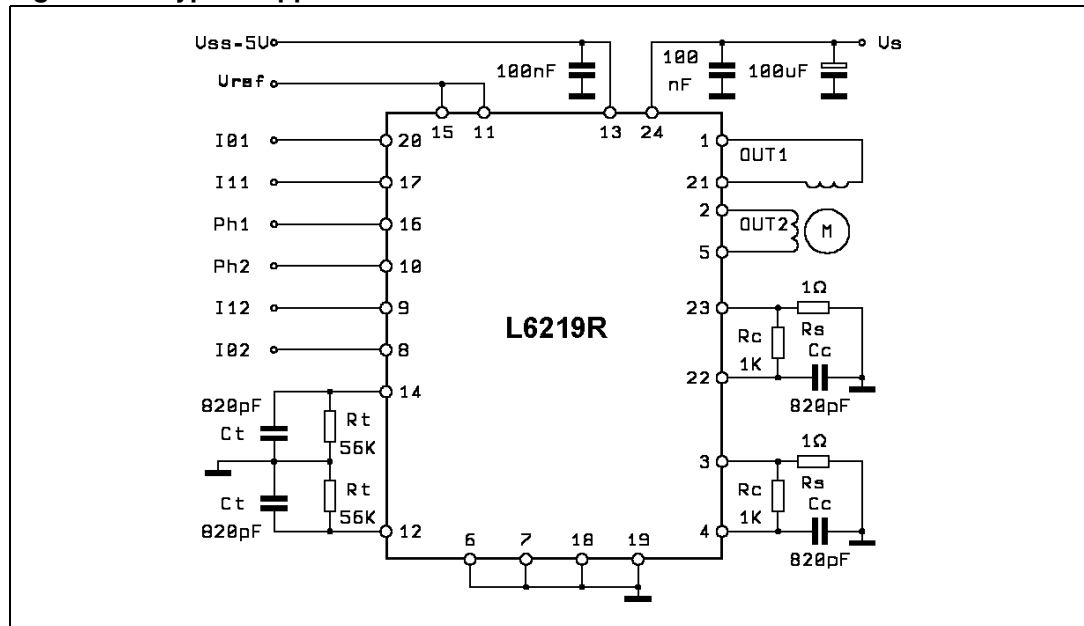 Vss-5V
100nF
100
nF
100uF
Vs
Vref
15
11
13
24
I01
20
1
OUT1
I11
17
21
Ph1
16
2
OUT2
M
Ph2
10
5
I12
9
23
1Ω
Rs
L6219R
Rc
1K
Cc
I02
8
22
820pF
14
820pF
Ct
Rt
56K
3
1Ω
Rs
Ct
Rt
56K
Rc
1K
Cc
820pF
12
4
820pF
6
7
18
19